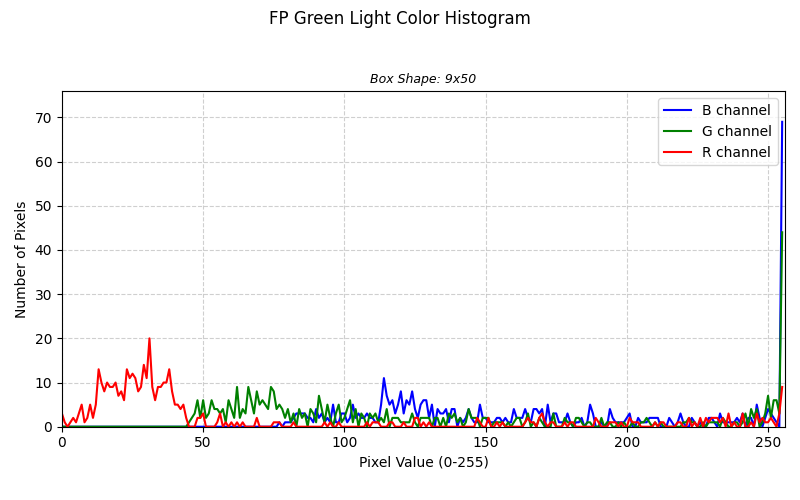 FP Green Light Color Histogram
Box Shape: 9x50
B channel
G channel
R channel
70
60
50
40
30
20
10
0
Number of Pixels
0
50
100
150
200
250
Pixel Value (0-255)